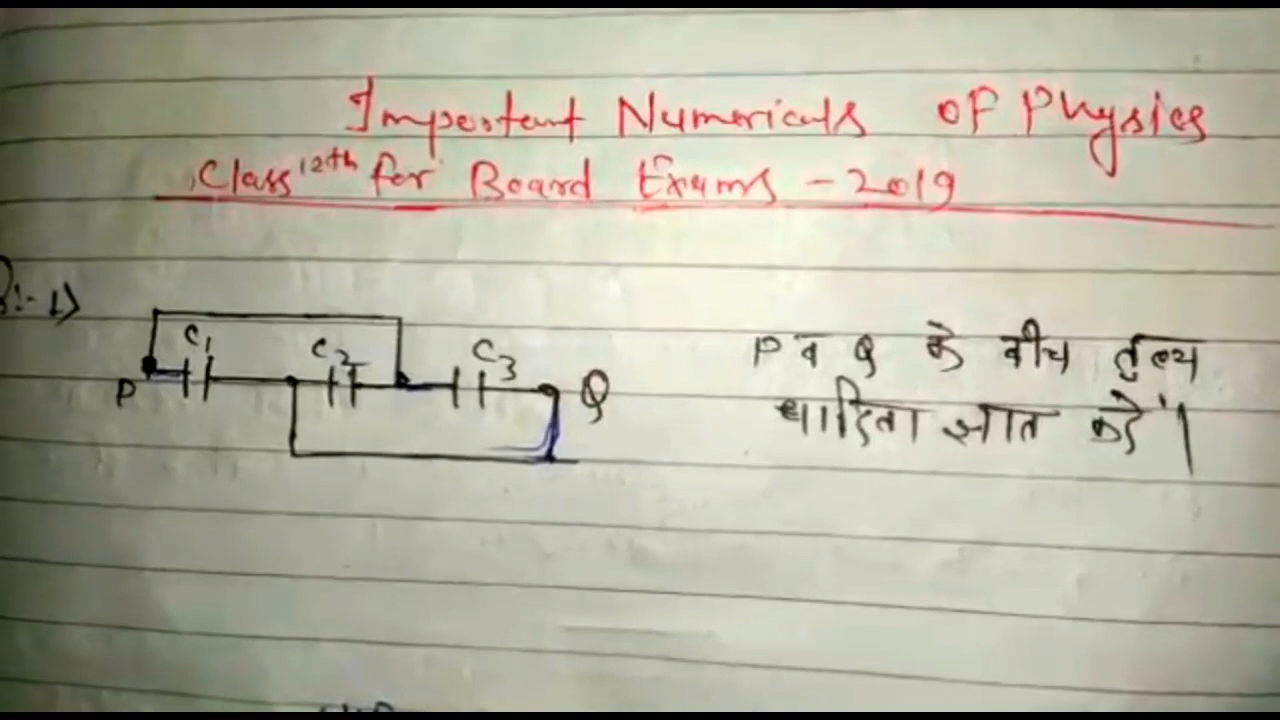 Important Numericals of Physics
Class 12th for Board Exams - 2019
:- 1>
C1
C2
C3
P
Q
P व Q के बीच तुल्य
धारिता ज्ञात करें।